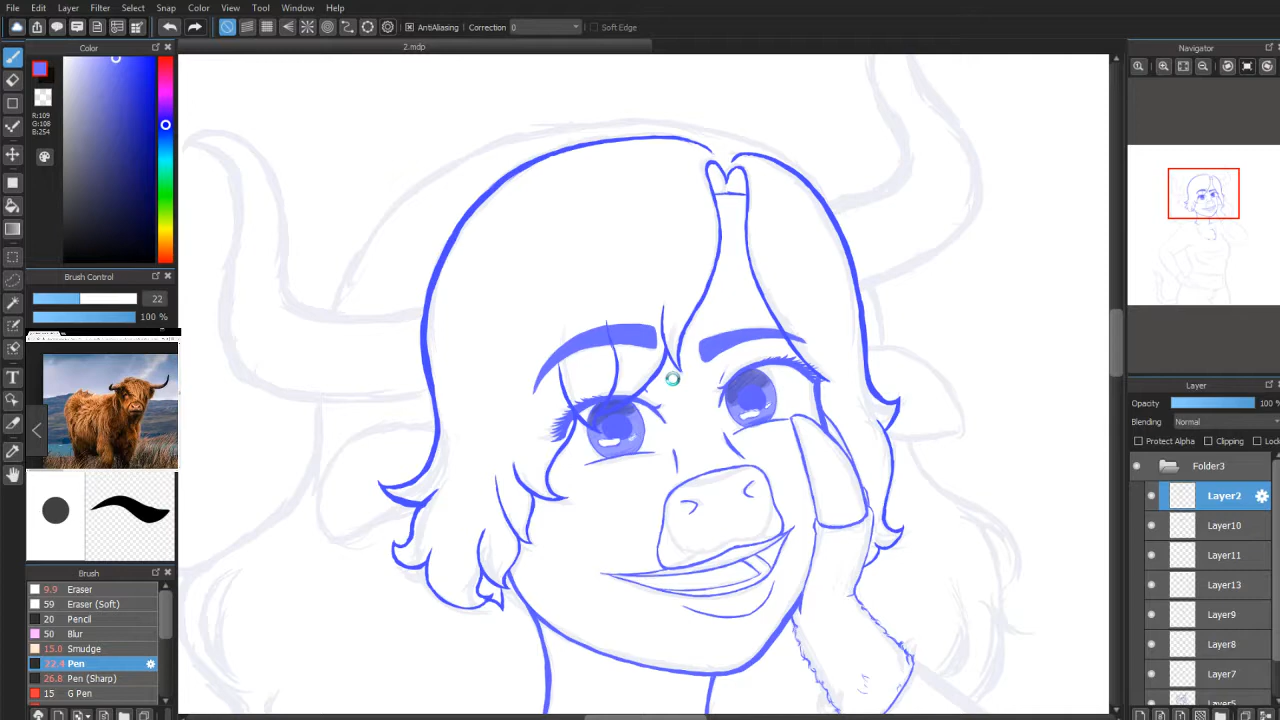 File Edit Layer Filter Select Snap Color View Tool Window Help
AntiAliasing Correction 0 Soft Edge
Color
2.mdp
Navigator
R:109
G:108
B:254
Brush Control
22
100 %
Layer
Opacity 100 %
Blending Normal
Protect Alpha Clipping Lock
Folder3
Layer2
Layer10
Layer11
Layer13
Layer9
Layer8
Layer7
Layer5
Brush
9.9 Eraser
59 Eraser (Soft)
20 Pencil
50 Blur
15.0 Smudge
22.4 Pen
26.8 Pen (Sharp)
15 G Pen